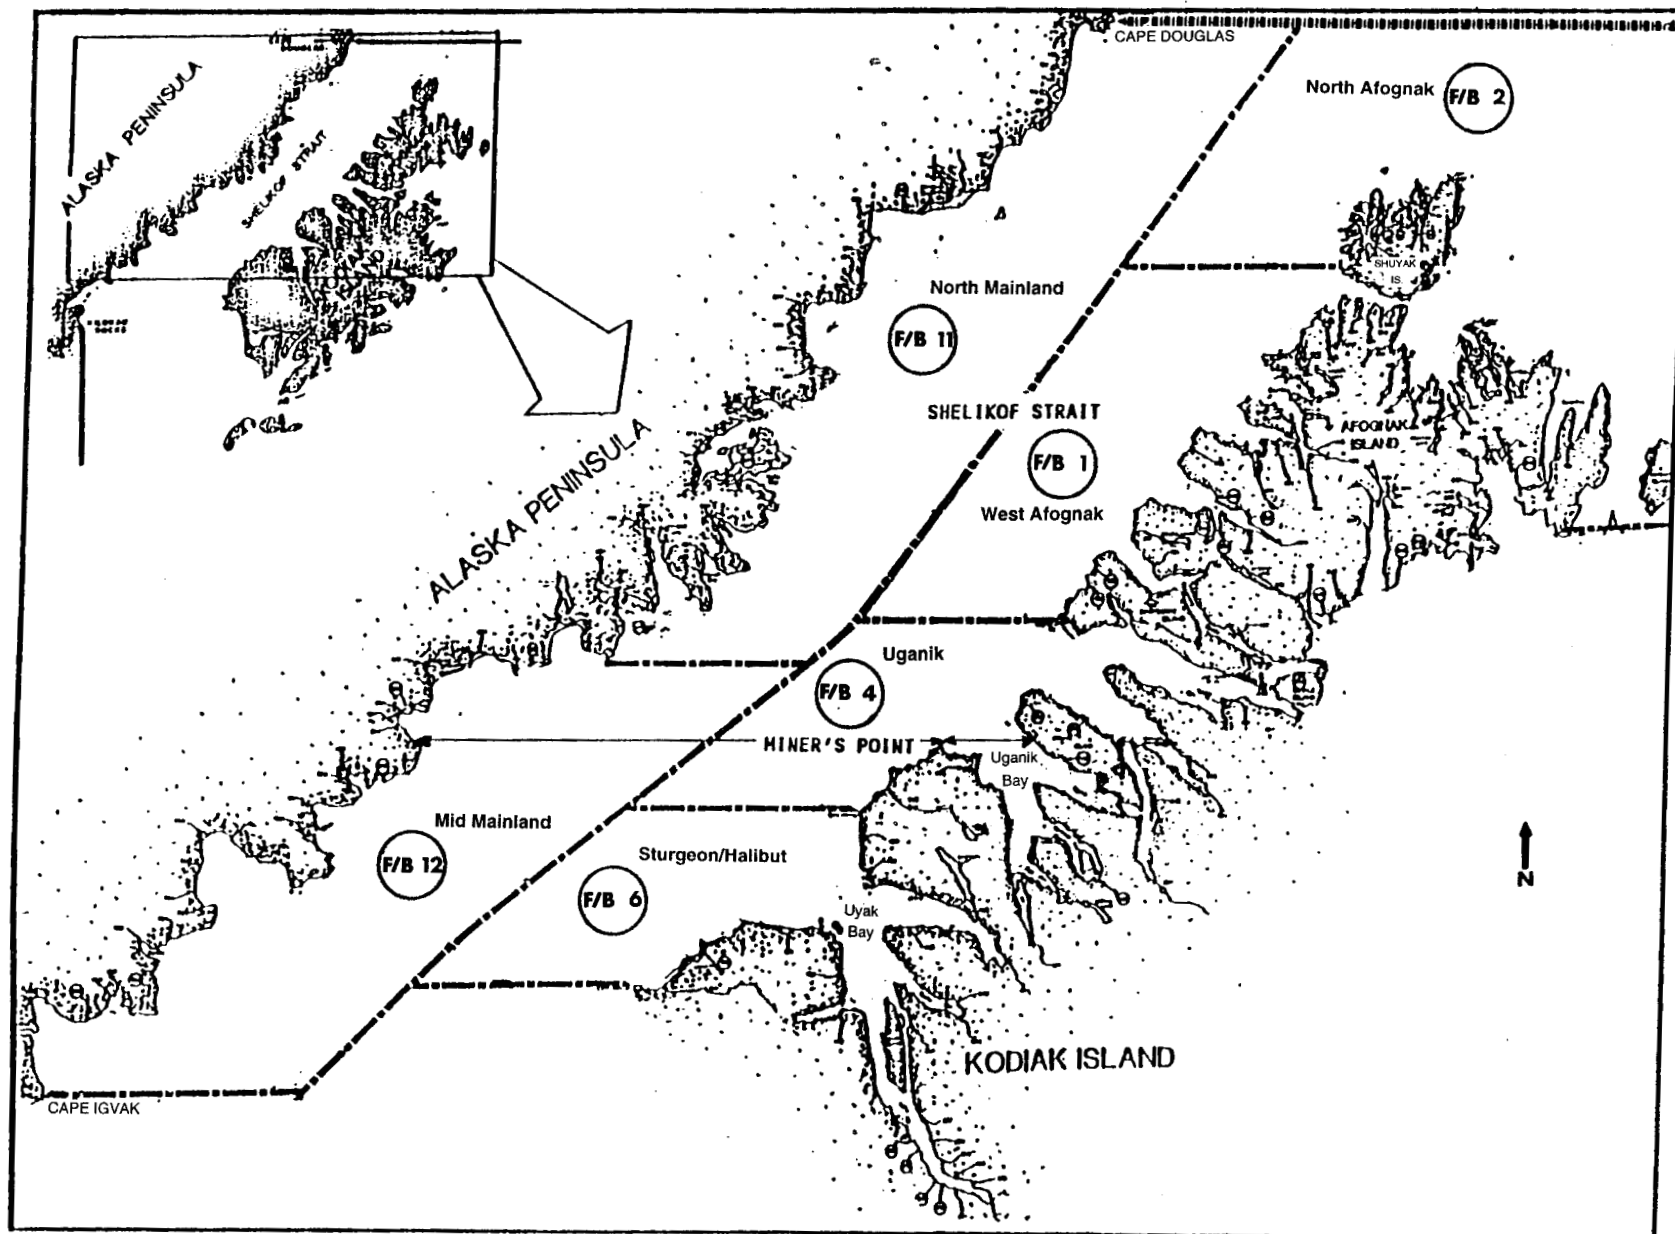 ALASKA PENINSULA
SHELIKOF STRAIT
CAPE DOUGLAS
North Afognak
F/B 2
SHUYAK
IS.
North Mainland
F/B 11
SHELIKOF STRAIT
F/B 1
West Afognak
AFOGNAK
ISLAND
ALASKA PENINSULA
Uganik
F/B 4
MINER'S POINT
Uganik
Bay
Mid Mainland
F/B 12
Sturgeon/Halibut
F/B 6
Uyak
Bay
N
KODIAK ISLAND
CAPE IGVAK